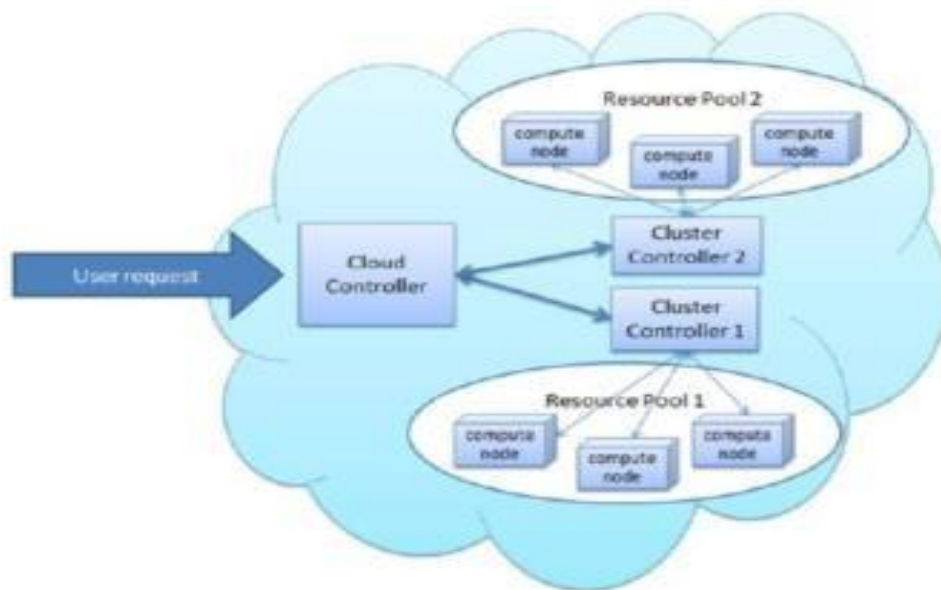 Resource Pool 2
compute
node
compute
node
compute
node
Cluster
Controller 2
User request
Cloud
Controller
Cluster
Controller 1
Resource Pool 1
compute
node
compute
node
compute
node